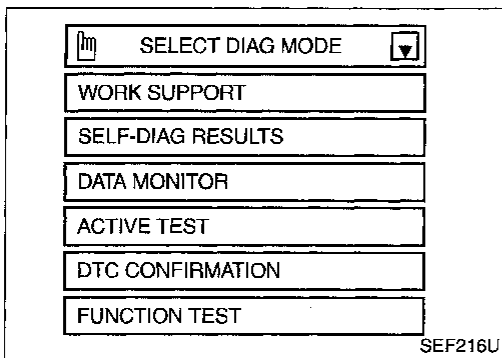 SELECT DIAG MODE
WORK SUPPORT
SELF-DIAG RESULTS
DATA MONITOR
ACTIVE TEST
DTC CONFIRMATION
FUNCTION TEST
SEF216U